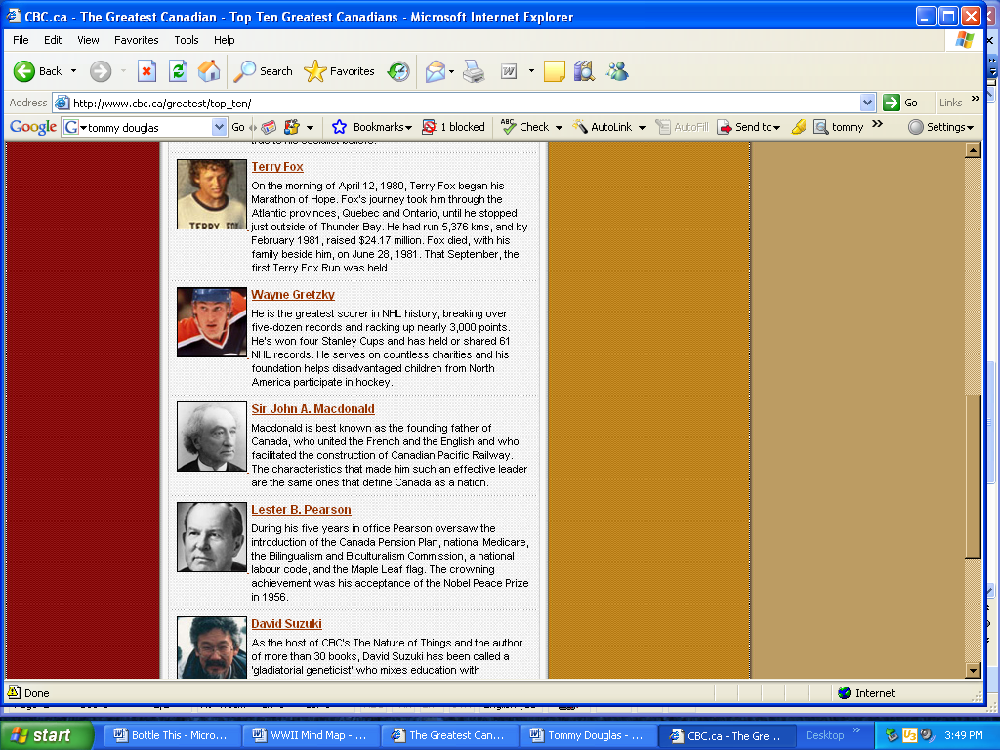 CBC.ca - The Greatest Canadian - Top Ten Greatest Canadians - Microsoft Internet Explorer
File Edit View Favorites Tools Help
Back Search Favorites
Address http://www.cbc.ca/greatest/top_ten/ Go Links »
Google G tommy douglas Go Bookmarks 1 blocked ABC Check AutoLink AutoFill Send to tommy » Settings
true to his socialist beliefs.
Terry Fox
On the morning of April 12, 1980, Terry Fox began his
Marathon of Hope. Fox's journey took him through the
Atlantic provinces, Quebec and Ontario, until he stopped
just outside of Thunder Bay. He had run 5,376 kms, and by
February 1981, raised $24.17 million. Fox died, with his
family beside him, on June 28, 1981. That September, the
first Terry Fox Run was held.
TERRY FOX
Wayne Gretzky
He is the greatest scorer in NHL history, breaking over
five-dozen records and racking up nearly 3,000 points.
He's won four Stanley Cups and has held or shared 61
NHL records. He serves on countless charities and his
foundation helps disadvantaged children from North
America participate in hockey.
Sir John A. Macdonald
Macdonald is best known as the founding father of
Canada, who united the French and the English and who
facilitated the construction of Canadian Pacific Railway.
The characteristics that made him such an effective leader
are the same ones that define Canada as a nation.
Lester B. Pearson
During his five years in office Pearson oversaw the
introduction of the Canada Pension Plan, national Medicare,
the Bilingualism and Biculturalism Commission, a national
labour code, and the Maple Leaf flag. The crowning
achievement was his acceptance of the Nobel Peace Prize
in 1956.
David Suzuki
As the host of CBC's The Nature of Things and the author
of more than 30 books, David Suzuki has been called a
'gladiatorial geneticist' who mixes education with
Done Internet
start Bottle This - Micro... WWII Mind Map - ... The Greatest Can... Tommy Douglas - ... CBC.ca - The Gre... Desktop » U3 3:49 PM